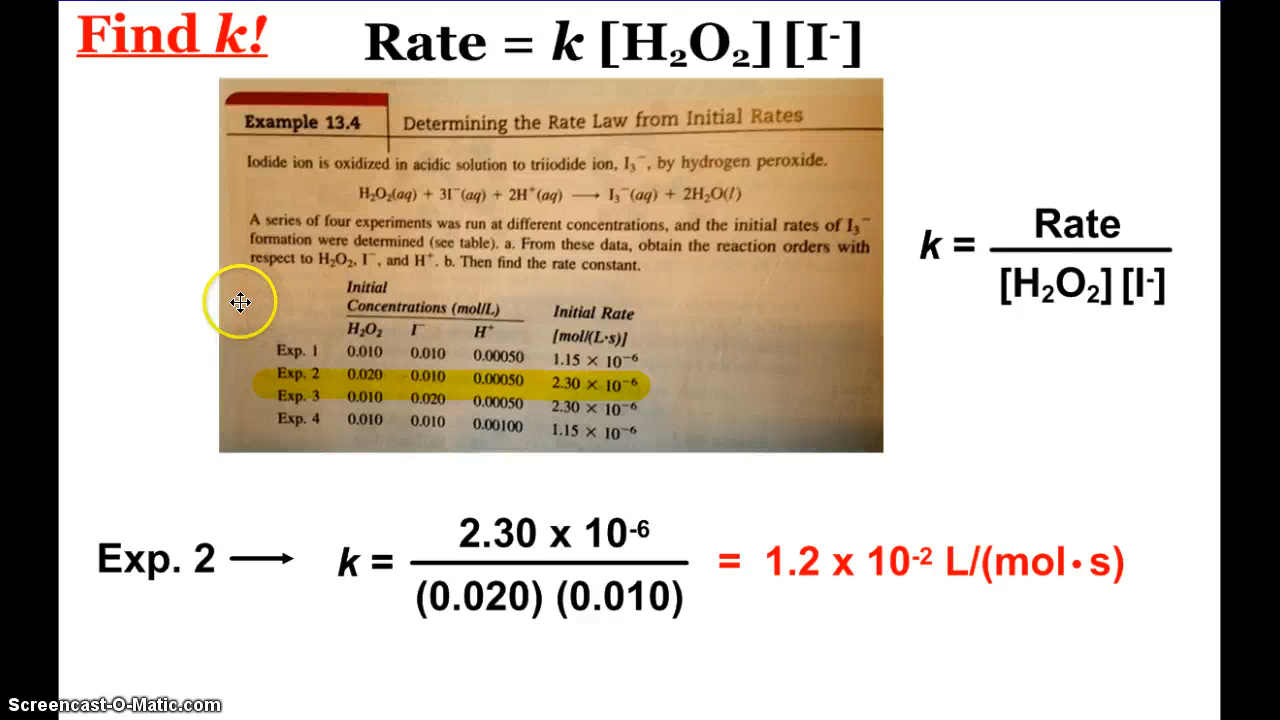 Find k!
Rate = k [H₂O₂] [I⁻]
Example 13.4 Determining the Rate Law from Initial Rates
Iodide ion is oxidized in acidic solution to triiodide ion, I₃⁻, by hydrogen peroxide.
H₂O₂(aq) + 3I⁻(aq) + 2H⁺(aq) ⟶ I₃⁻(aq) + 2H₂O(l)
A series of four experiments was run at different concentrations, and the initial rates of I₃⁻
formation were determined (see table). a. From these data, obtain the reaction orders with
respect to H₂O₂, I⁻, and H⁺. b. Then find the rate constant.
Initial
Concentrations (mol/L) Initial Rate
H₂O₂ I⁻ H⁺ [mol/(L·s)]
Exp. 1 0.010 0.010 0.00050 1.15 × 10⁻⁶
Exp. 2 0.020 0.010 0.00050 2.30 × 10⁻⁶
Exp. 3 0.010 0.020 0.00050 2.30 × 10⁻⁶
Exp. 4 0.010 0.010 0.00100 1.15 × 10⁻⁶
k = Rate
[H₂O₂] [I⁻]
Exp. 2 ⟶ k = 2.30 x 10⁻⁶ = 1.2 x 10⁻² L/(mol·s)
(0.020) (0.010)
Screencast-O-Matic.com